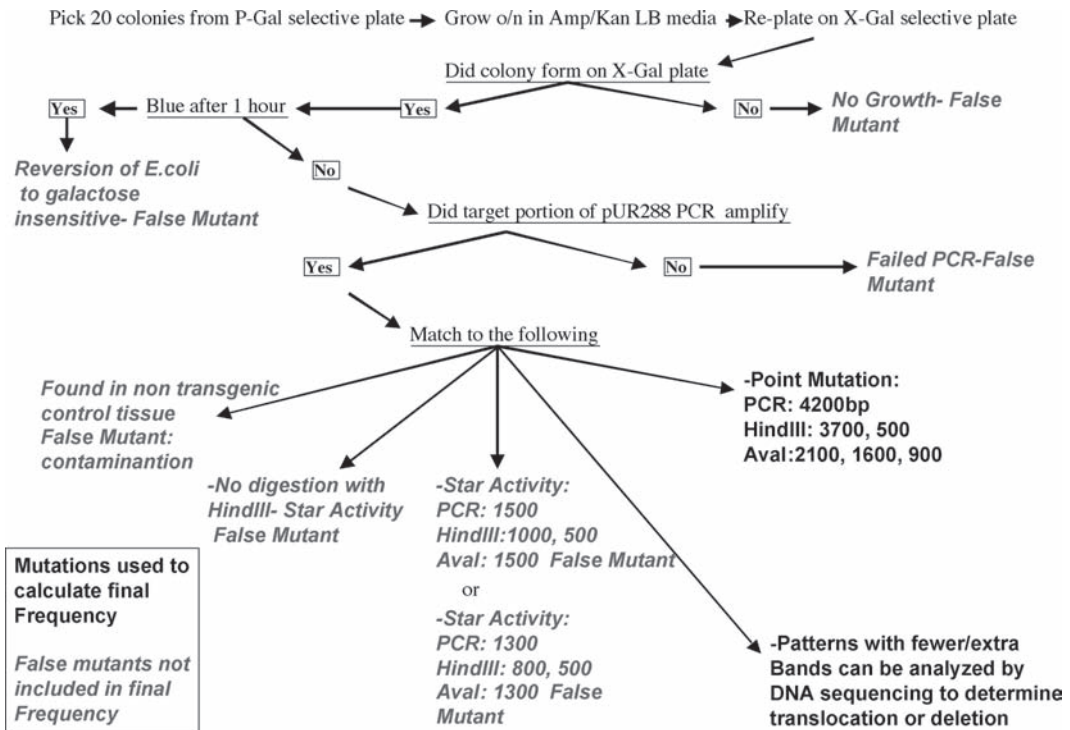 Pick 20 colonies from P-Gal selective plate
Grow o/n in Amp/Kan LB media
Re-plate on X-Gal selective plate
Did colony form on X-Gal plate
Yes
Blue after 1 hour
Yes
No
No Growth- False
Mutant
Reversion of E.coli
to galactose
insensitive- False Mutant
No
Did target portion of pUR288 PCR amplify
Yes
No
Failed PCR-False
Mutant
Match to the following
Found in non transgenic
control tissue
False Mutant:
contaminantion
-No digestion with
HindIII- Star Activity
False Mutant
-Star Activity:
PCR: 1500
HindIII:1000, 500
AvaI: 1500 False Mutant
or
-Star Activity:
PCR: 1300
HindIII: 800, 500
AvaI: 1300 False
Mutant
-Point Mutation:
PCR: 4200bp
HindIII: 3700, 500
AvaI:2100, 1600, 900
-Patterns with fewer/extra
Bands can be analyzed by
DNA sequencing to determine
translocation or deletion
Mutations used to
calculate final
Frequency
False mutants not
included in final
Frequency